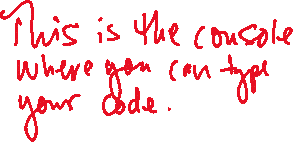 This is the console
where you can type
your code.